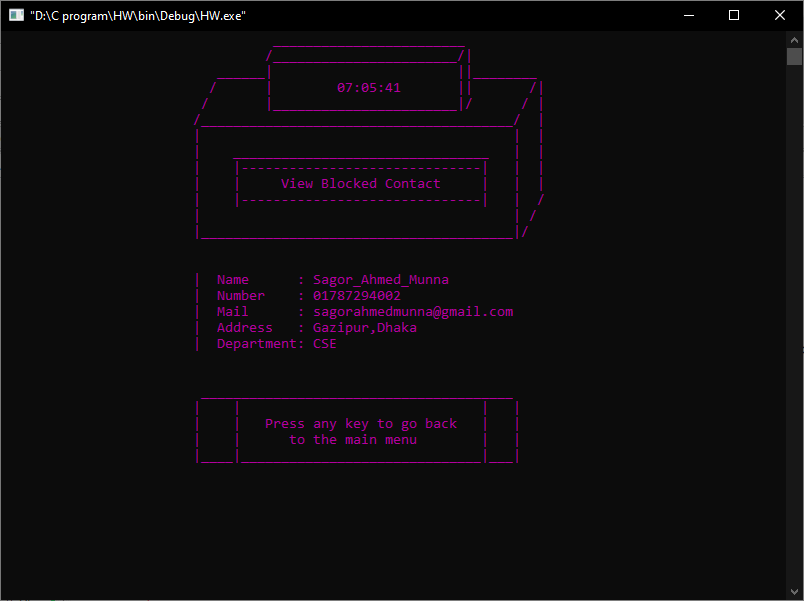 "D:\C program\HW\bin\Debug\HW.exe"
07:05:41
View Blocked Contact
Name : Sagor_Ahmed_Munna
Number : 01787294002
Mail : sagorahmedmunna@gmail.com
Address : Gazipur,Dhaka
Department: CSE
Press any key to go back
to the main menu